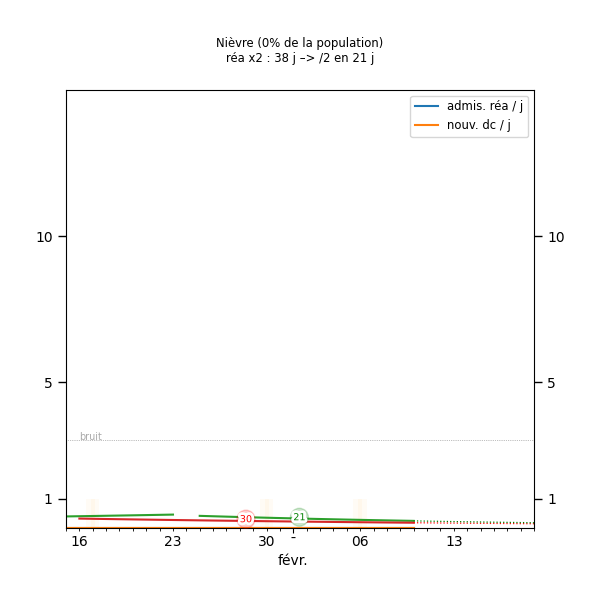 Nièvre (0% de la population)
réa x2 : 38 j –> /2 en 21 j
admis. réa / j
nouv. dc / j
10
10
5
5
bruit
1
1
30
21
16
23
30
-
06
13
févr.